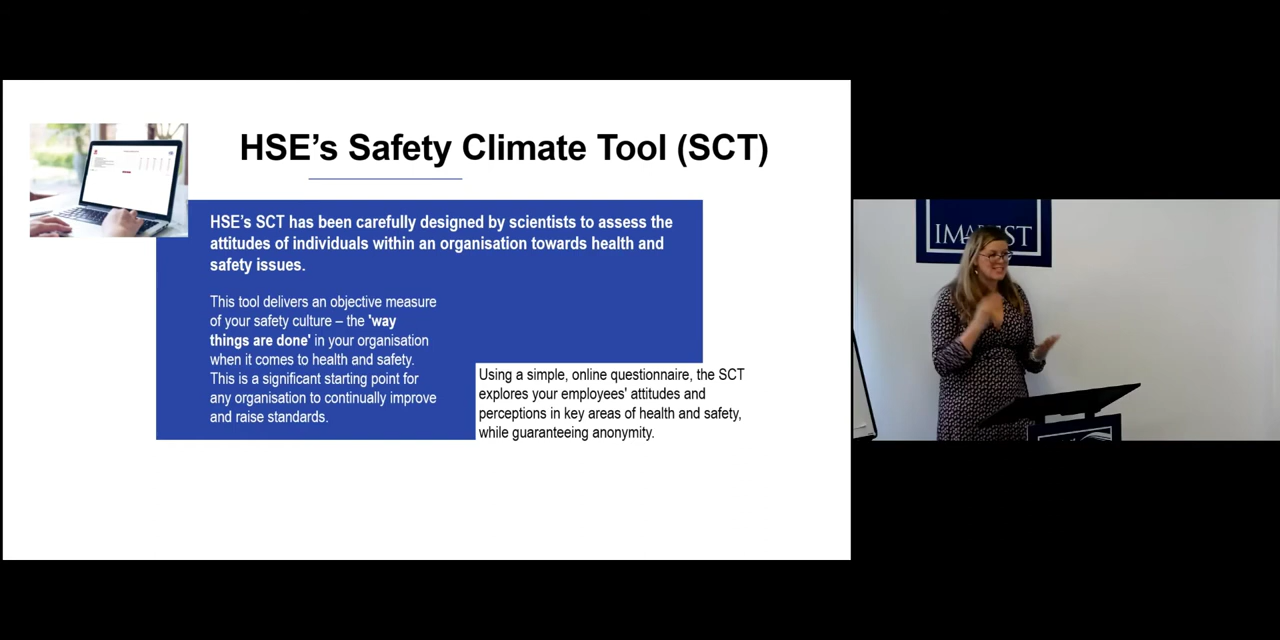 HSE’s Safety Climate Tool (SCT)
HSE’s SCT has been carefully designed by scientists to assess the
attitudes of individuals within an organisation towards health and
safety issues.
This tool delivers an objective measure
of your safety culture – the 'way
things are done' in your organisation
when it comes to health and safety.
This is a significant starting point for
any organisation to continually improve
and raise standards.
Using a simple, online questionnaire, the SCT
explores your employees' attitudes and
perceptions in key areas of health and safety,
while guaranteeing anonymity.